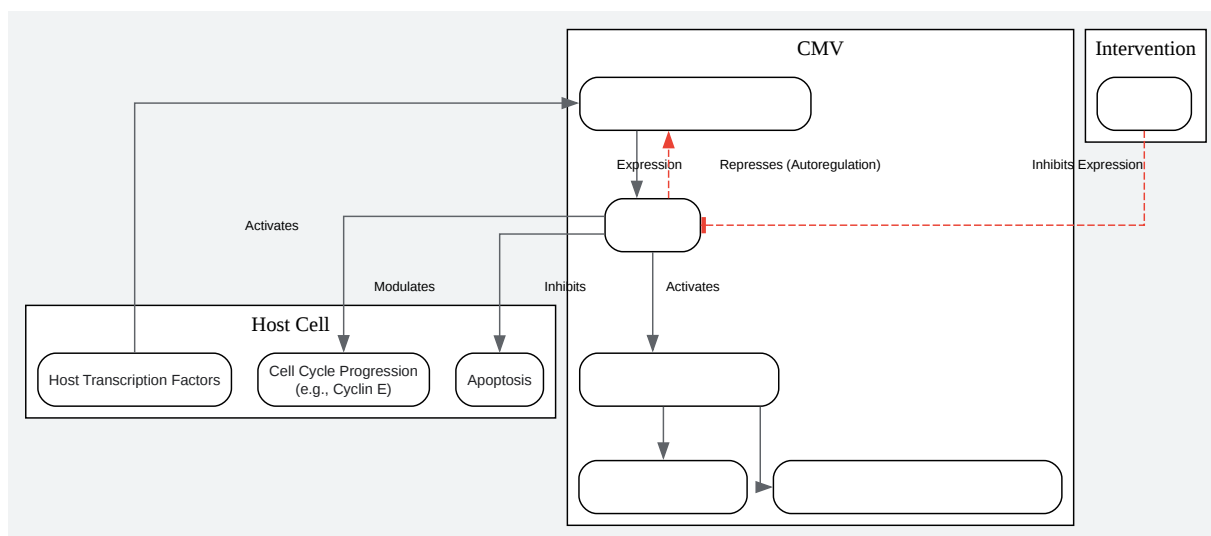 CMV
Intervention
Expression
Represses (Autoregulation)
Inhibits Expression
Activates
Modulates
Inhibits
Activates
Host Cell
Host Transcription Factors
Cell Cycle Progression
(e.g., Cyclin E)
Apoptosis